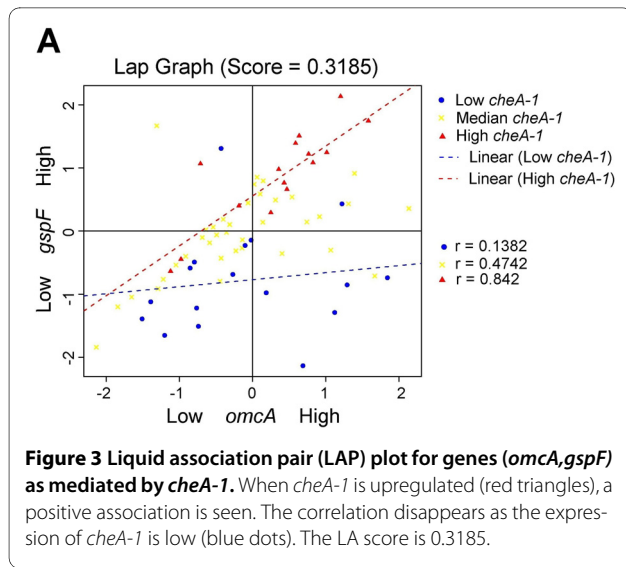 A
Lap Graph (Score = 0.3185)
Low cheA-1
Median cheA-1
High cheA-1
Linear (Low cheA-1)
Linear (High cheA-1)
r = 0.1382
r = 0.4742
r = 0.842
2
1
0
-1
-2
Low gspF High
-2 -1 0 1 2
Low omcA High
Figure 3 Liquid association pair (LAP) plot for genes (omcA,gspF)
as mediated by cheA-1. When cheA-1 is upregulated (red triangles), a
positive association is seen. The correlation disappears as the expres-
sion of cheA-1 is low (blue dots). The LA score is 0.3185.